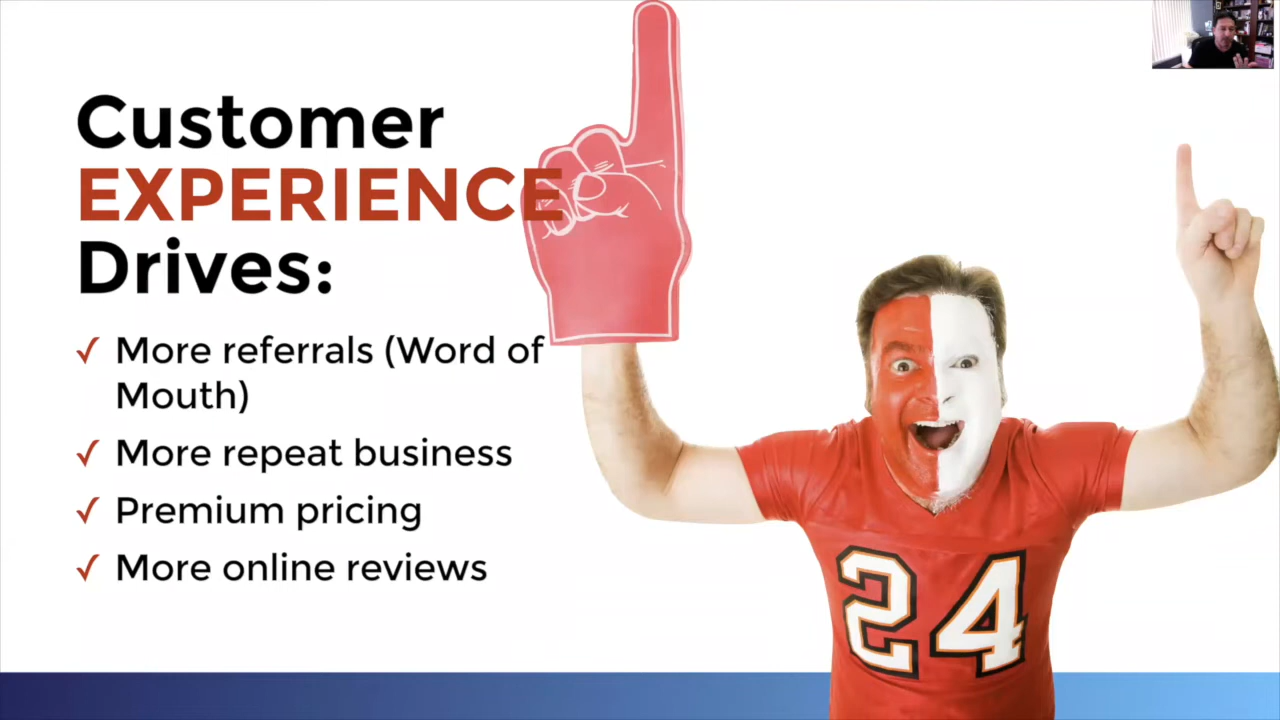 Customer
EXPERIENCE
Drives:
✓ More referrals (Word of
Mouth)
✓ More repeat business
✓ Premium pricing
✓ More online reviews
24